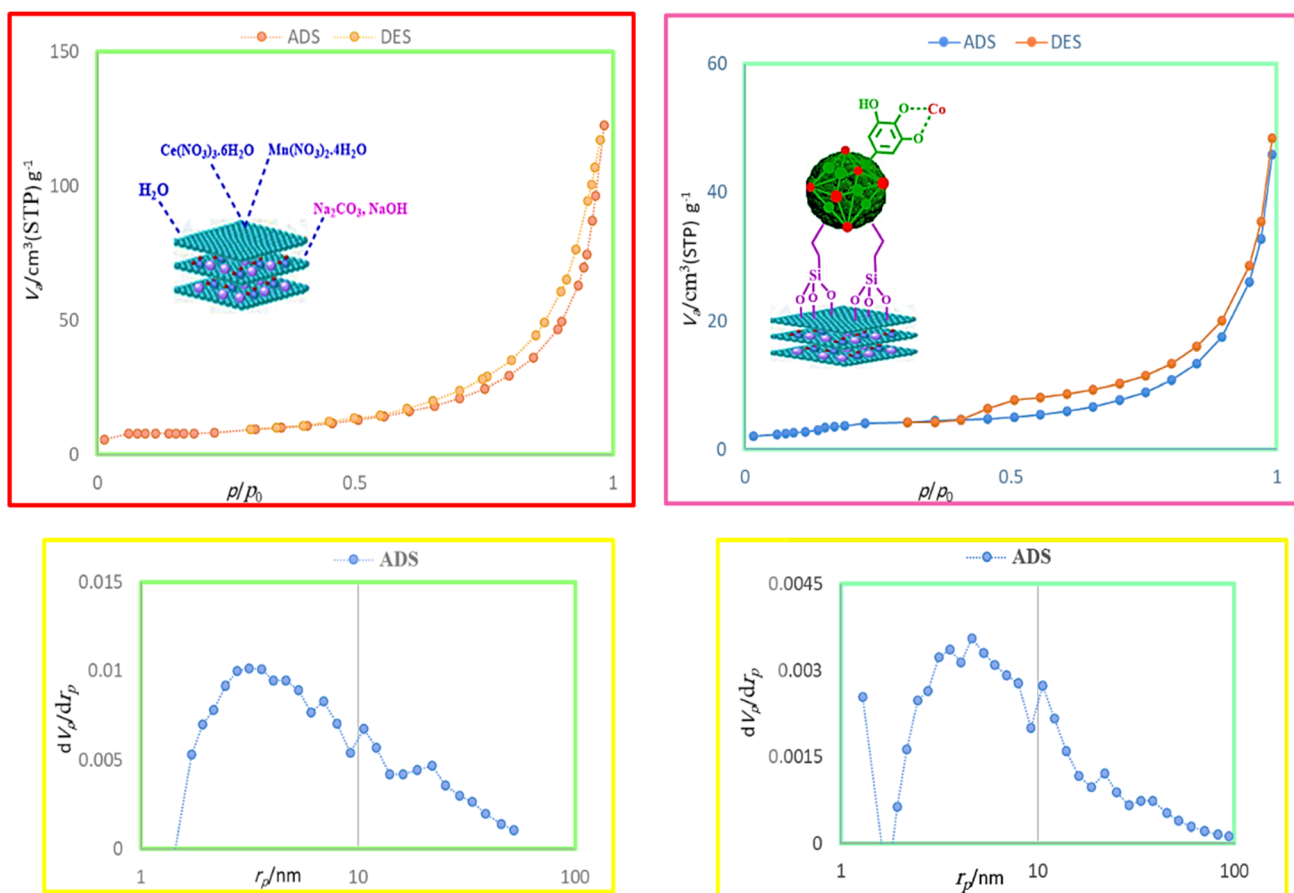 ADS DES
150
100
50
0
Vₐ/cm³(STP) g⁻¹
Ce(NO₃)₃.6H₂O
Mn(NO₃)₂.4H₂O
H₂O
Na₂CO₃, NaOH
0 0.5 1
p/p₀
ADS DES
60
40
20
0
Vₐ/cm³(STP) g⁻¹
HO
O
Co
O
Si Si
O O O O O O
0 0.5 1
p/p₀
ADS
0.015
0.01
0.005
0
dVₚ/drₚ
1 10 100
rₚ/nm
ADS
0.0045
0.003
0.0015
0
dVₚ/drₚ
1 10 100
rₚ/nm